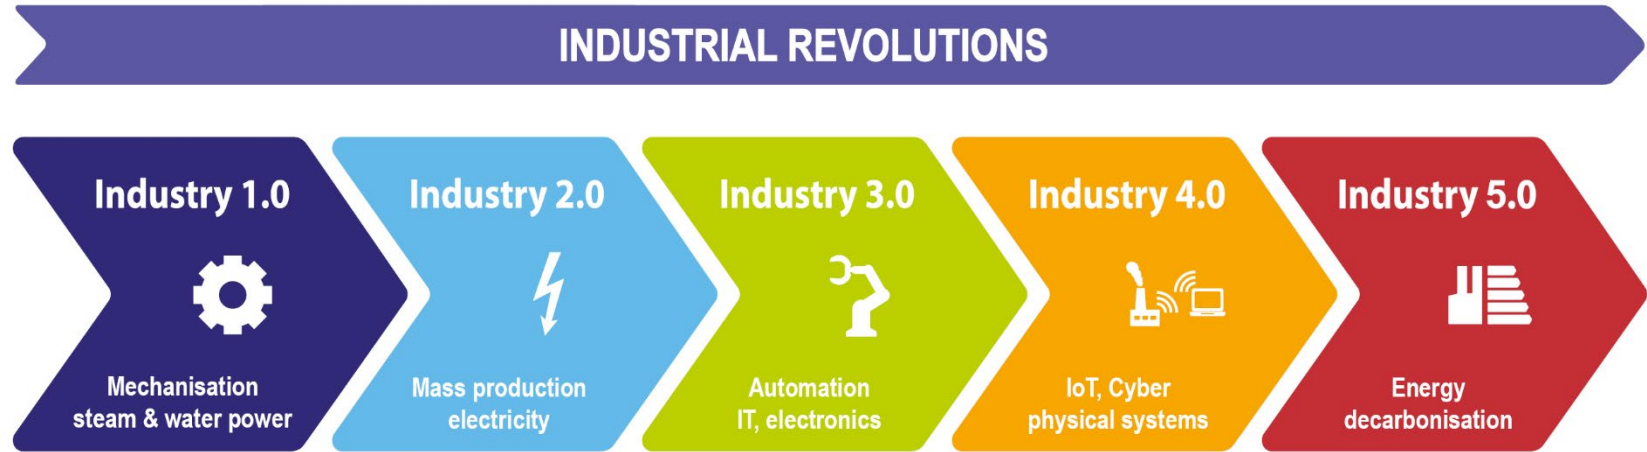 INDUSTRIAL REVOLUTIONS
Industry 1.0
Mechanisation
steam & water power
Industry 2.0
Mass production
electricity
Industry 3.0
Automation
IT, electronics
Industry 4.0
IoT, Cyber
physical systems
Industry 5.0
Energy
decarbonisation